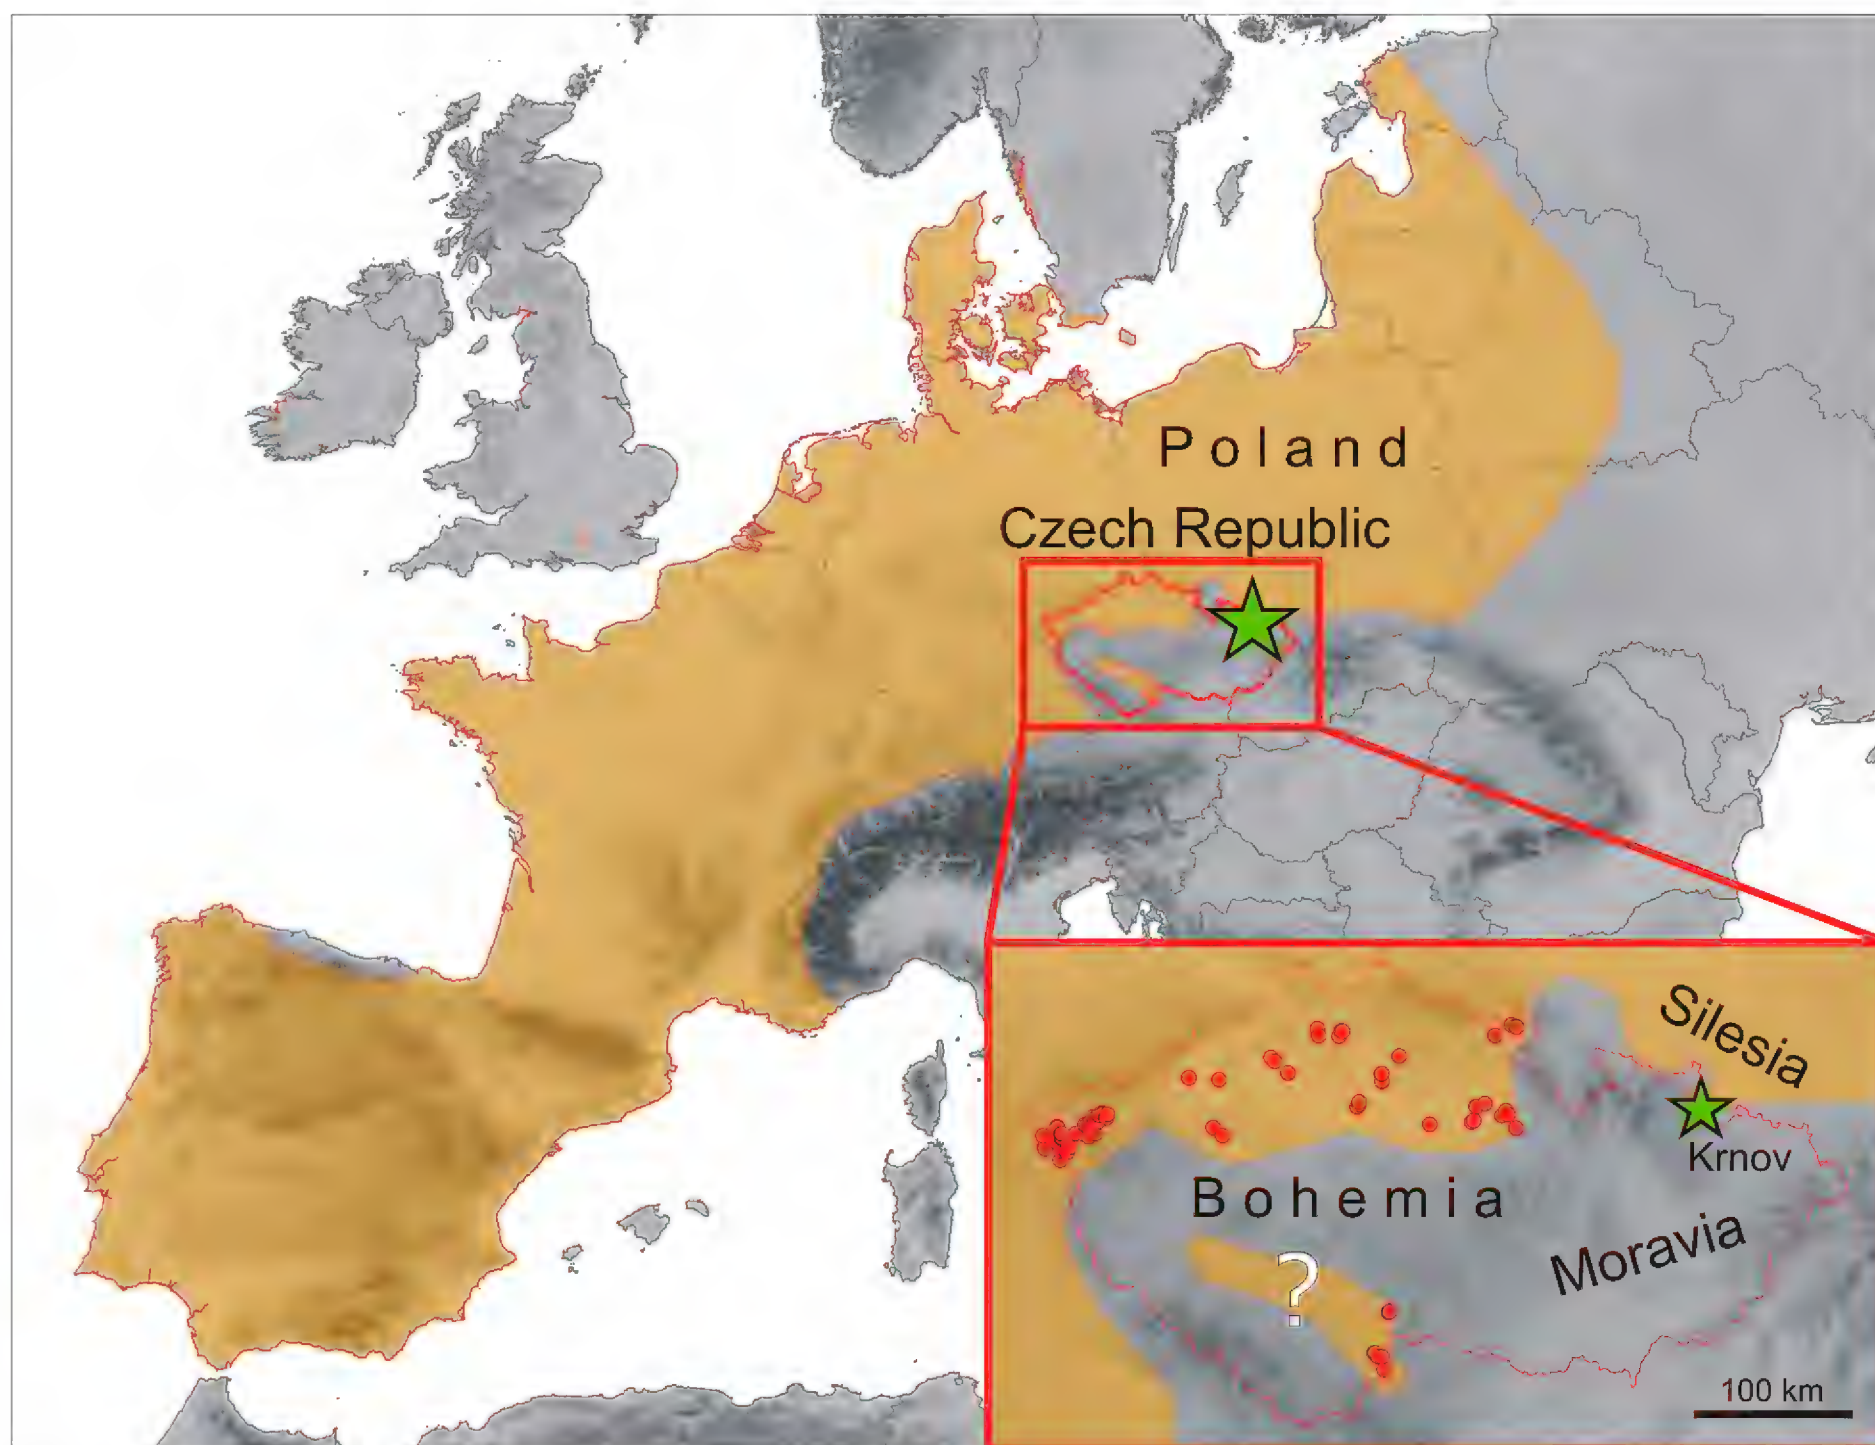 Poland
Czech Republic
Silesia
Krnov
Bohemia
Moravia
?
100 km